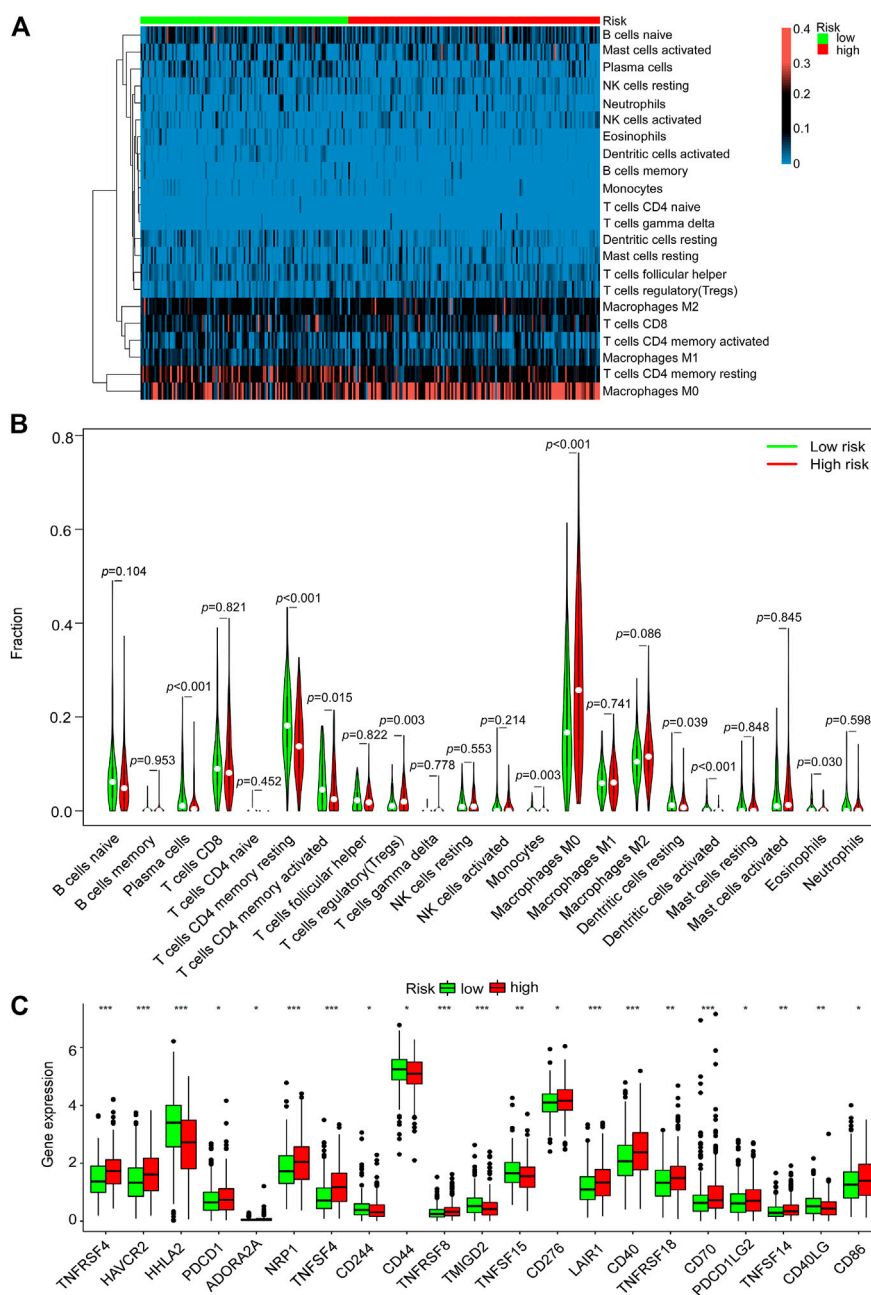 A
Risk
B cells naive
Mast cells activated
Plasma cells
NK cells resting
Neutrophils
NK cells activated
Eosinophils
Dentritic cells activated
B cells memory
Monocytes
T cells CD4 naive
T cells gamma delta
Dentritic cells resting
Mast cells resting
T cells follicular helper
T cells regulatory(Tregs)
Macrophages M2
T cells CD8
T cells CD4 memory activated
Macrophages M1
T cells CD4 memory resting
Macrophages M0
0.4
0.3
0.2
0.1
0
Risk
low
high
B
Fraction
0.8
0.6
0.4
0.2
0.0
Low risk
High risk
p=0.104
p=0.953
p<0.001
p=0.821
p=0.452
p<0.001
p=0.015
p=0.822
p=0.003
p=0.778
p=0.553
p=0.214
p=0.003
p<0.001
p=0.741
p=0.086
p=0.039
p<0.001
p=0.848
p=0.845
p=0.030
p=0.598
B cells naive
B cells memory
Plasma cells
T cells CD8
T cells CD4 naive
T cells CD4 memory resting
T cells CD4 memory activated
T cells follicular helper
T cells regulatory(Tregs)
T cells gamma delta
NK cells resting
NK cells activated
Monocytes
Macrophages M0
Macrophages M1
Macrophages M2
Dentritic cells resting
Dentritic cells activated
Mast cells resting
Mast cells activated
Eosinophils
Neutrophils
C
Risk low high
*** *** *** * * *** *** * * *** *** ** * *** *** ** *** * ** ** *
Gene expression
6
4
2
0
TNFRSF4
HAVCR2
HHLA2
PDCD1
ADORA2A
NRP1
TNFSF4
CD244
CD44
TNFRSF8
TMIGD2
TNFSF15
CD276
LAIR1
CD40
TNFRSF18
CD70
PDCD1LG2
TNFSF14
CD40LG
CD86